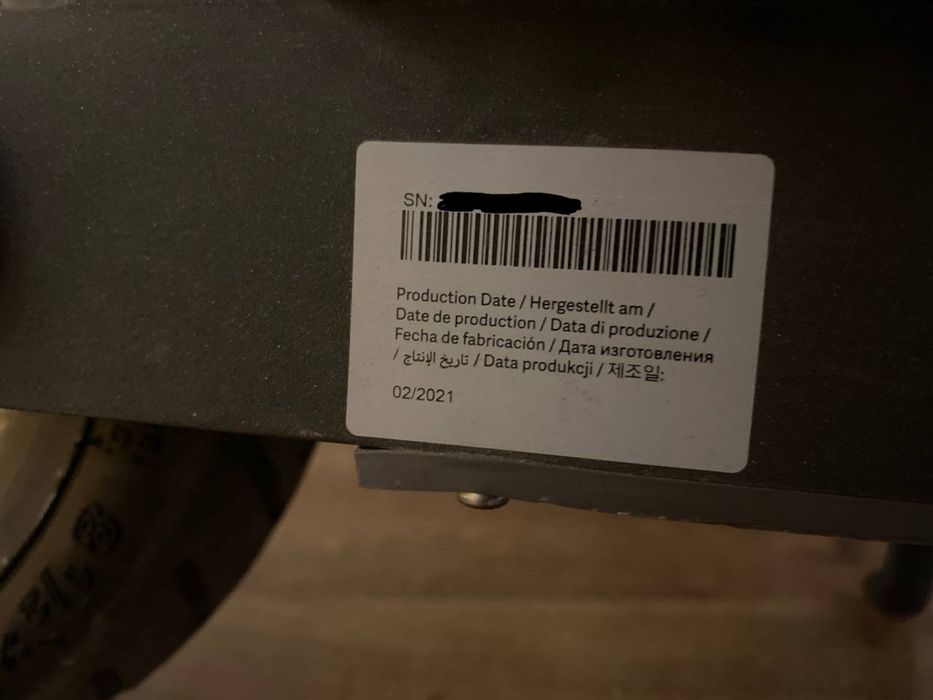 SN:
Production Date / Hergestellt am /
Date de production / Data di produzione /
Fecha de fabricación / Дата изготовления
/ تاريخ الإنتاج / Data produkcji / 제조일:
02/2021